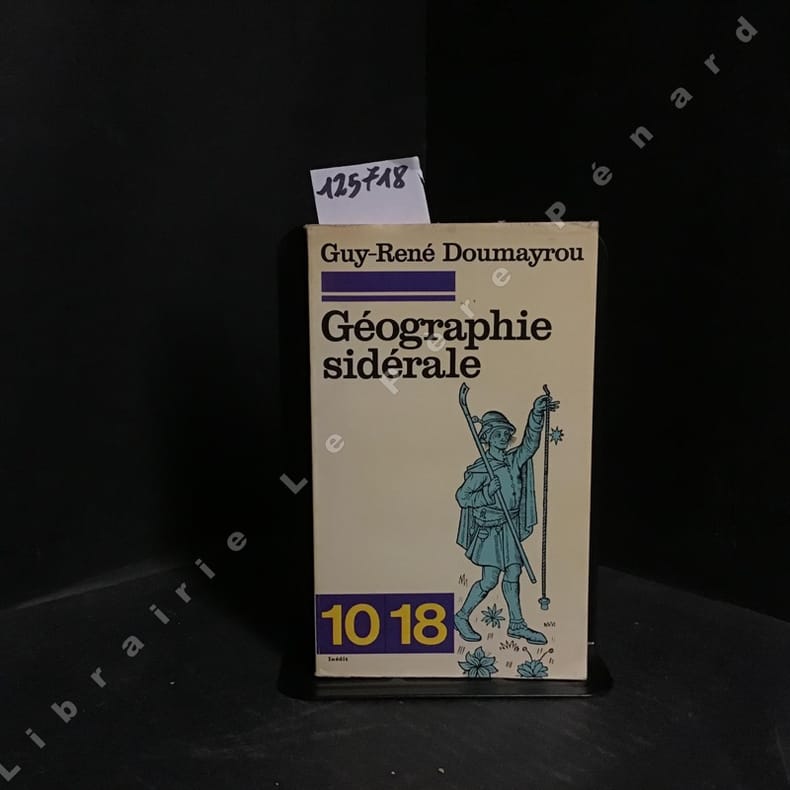 125718
Guy-René Doumayrou
Géographie
sidérale
10 18
Inédit
Librairie Le Père Pénard